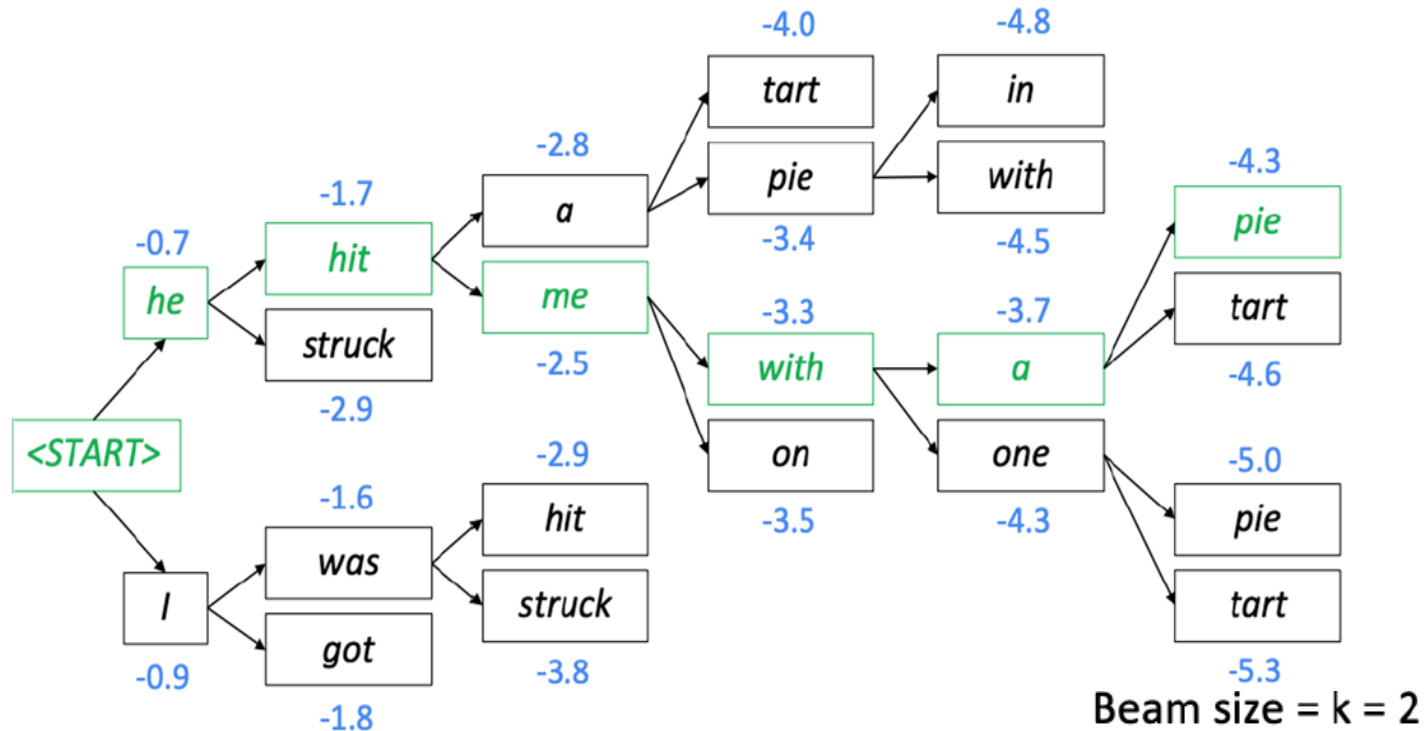 -4.0
-4.8
tart
in
-2.8
-4.3
pie
with
-1.7
a
pie
-0.7
hit
-3.4
-4.5
he
me
-3.3
-3.7
tart
struck
-2.5
with
a
-4.6
-2.9
<START>
-2.9
on
one
-5.0
-1.6
hit
-3.5
-4.3
pie
was
I
struck
tart
got
-0.9
-3.8
-5.3
-1.8
Beam size = k = 2